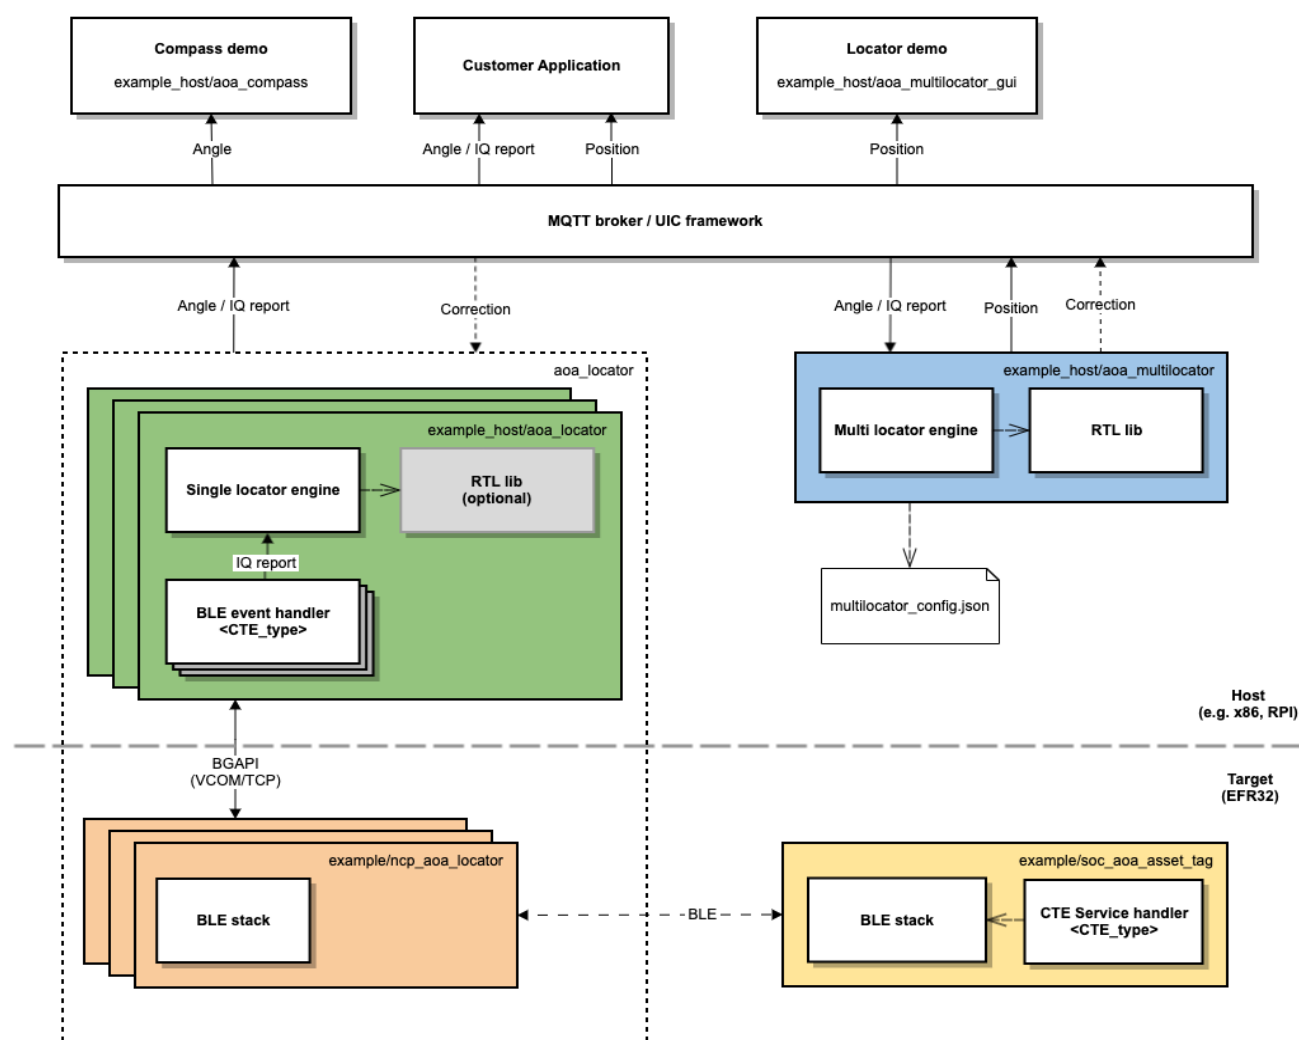 Compass demo
example_host/aoa_compass
Customer Application
Locator demo
example_host/aoa_multilocator_gui
Angle
Angle / IQ report
Position
Position
MQTT broker / UIC framework
Angle / IQ report
Correction
Angle / IQ report
Position
Correction
aoa_locator
example_host/aoa_locator
Single locator engine
RTL lib
(optional)
IQ report
BLE event handler
<CTE_type>
example_host/aoa_multilocator
Multi locator engine
RTL lib
multilocator_config.json
Host
(e.g. x86, RPI)
BGAPI
(VCOM/TCP)
Target
(EFR32)
example/ncp_aoa_locator
BLE stack
BLE
example/soc_aoa_asset_tag
BLE stack
CTE Service handler
<CTE_type>